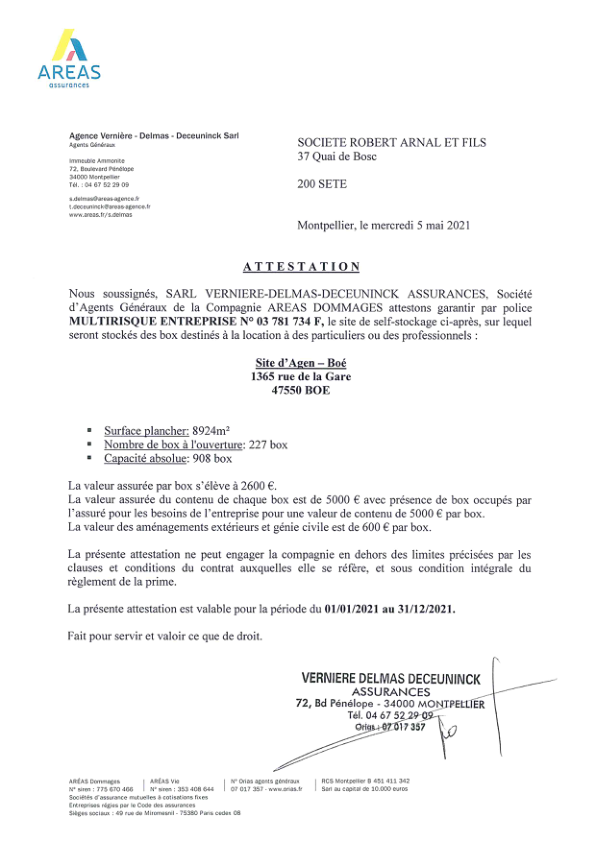 AREAS
assurances
Agence Vernière - Delmas - Deceuninck Sarl
Agents Généraux
Immeuble Ammonite
72, Boulevard Pénélope
34000 Montpellier
Tél. : 04 67 52 29 09
s.delmas@areas-agence.fr
t.deceuninck@areas-agence.fr
www.areas.fr/s.delmas
SOCIETE ROBERT ARNAL ET FILS
37 Quai de Bosc
200 SETE
Montpellier, le mercredi 5 mai 2021
ATTESTATION
Nous soussignés, SARL VERNIERE-DELMAS-DECEUNINCK ASSURANCES, Société
d'Agents Généraux de la Compagnie AREAS DOMMAGES attestons garantir par police
MULTIRISQUE ENTREPRISE N° 03 781 734 F, le site de self-stockage ci-après, sur lequel
seront stockés des box destinés à la location à des particuliers ou des professionnels :
Site d'Agen – Boé
1365 rue de la Gare
47550 BOE
▪ Surface plancher: 8924m²
▪ Nombre de box à l'ouverture: 227 box
▪ Capacité absolue: 908 box
La valeur assurée par box s'élève à 2600 €.
La valeur assurée du contenu de chaque box est de 5000 € avec présence de box occupés par
l'assuré pour les besoins de l'entreprise pour une valeur de contenu de 5000 € par box.
La valeur des aménagements extérieurs et génie civile est de 600 € par box.
La présente attestation ne peut engager la compagnie en dehors des limites précisées par les
clauses et conditions du contrat auxquelles elle se réfère, et sous condition intégrale du
règlement de la prime.
La présente attestation est valable pour la période du 01/01/2021 au 31/12/2021.
Fait pour servir et valoir ce que de droit.
VERNIERE DELMAS DECEUNINCK
ASSURANCES
72, Bd Pénélope - 34000 MONTPELLIER
Tél. 04 67 52 29 09
Orias : 07 017 357
ARÉAS Dommages
N° siren : 775 670 466
ARÉAS Vie
N° siren : 353 408 644
N° Orias agents généraux
07 017 357 - www.orias.fr
RCS Montpellier B 451 411 342
Sarl au capital de 10.000 euros
Sociétés d'assurance mutuelles à cotisations fixes
Entreprises régies par le Code des assurances
Sièges sociaux : 49 rue de Miromesnil - 75380 Paris cedex 08